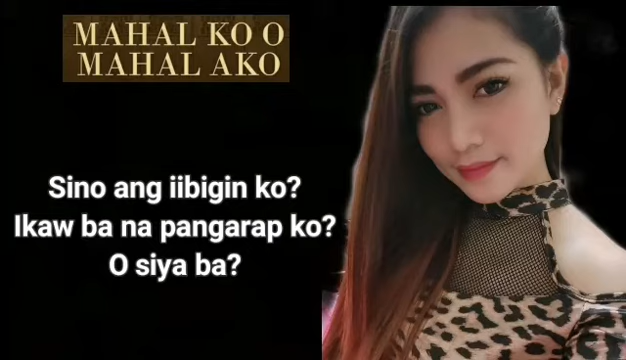 MAHAL KO O
MAHAL AKO
Sino ang iibigin ko?
Ikaw ba na pangarap ko?
O siya ba?